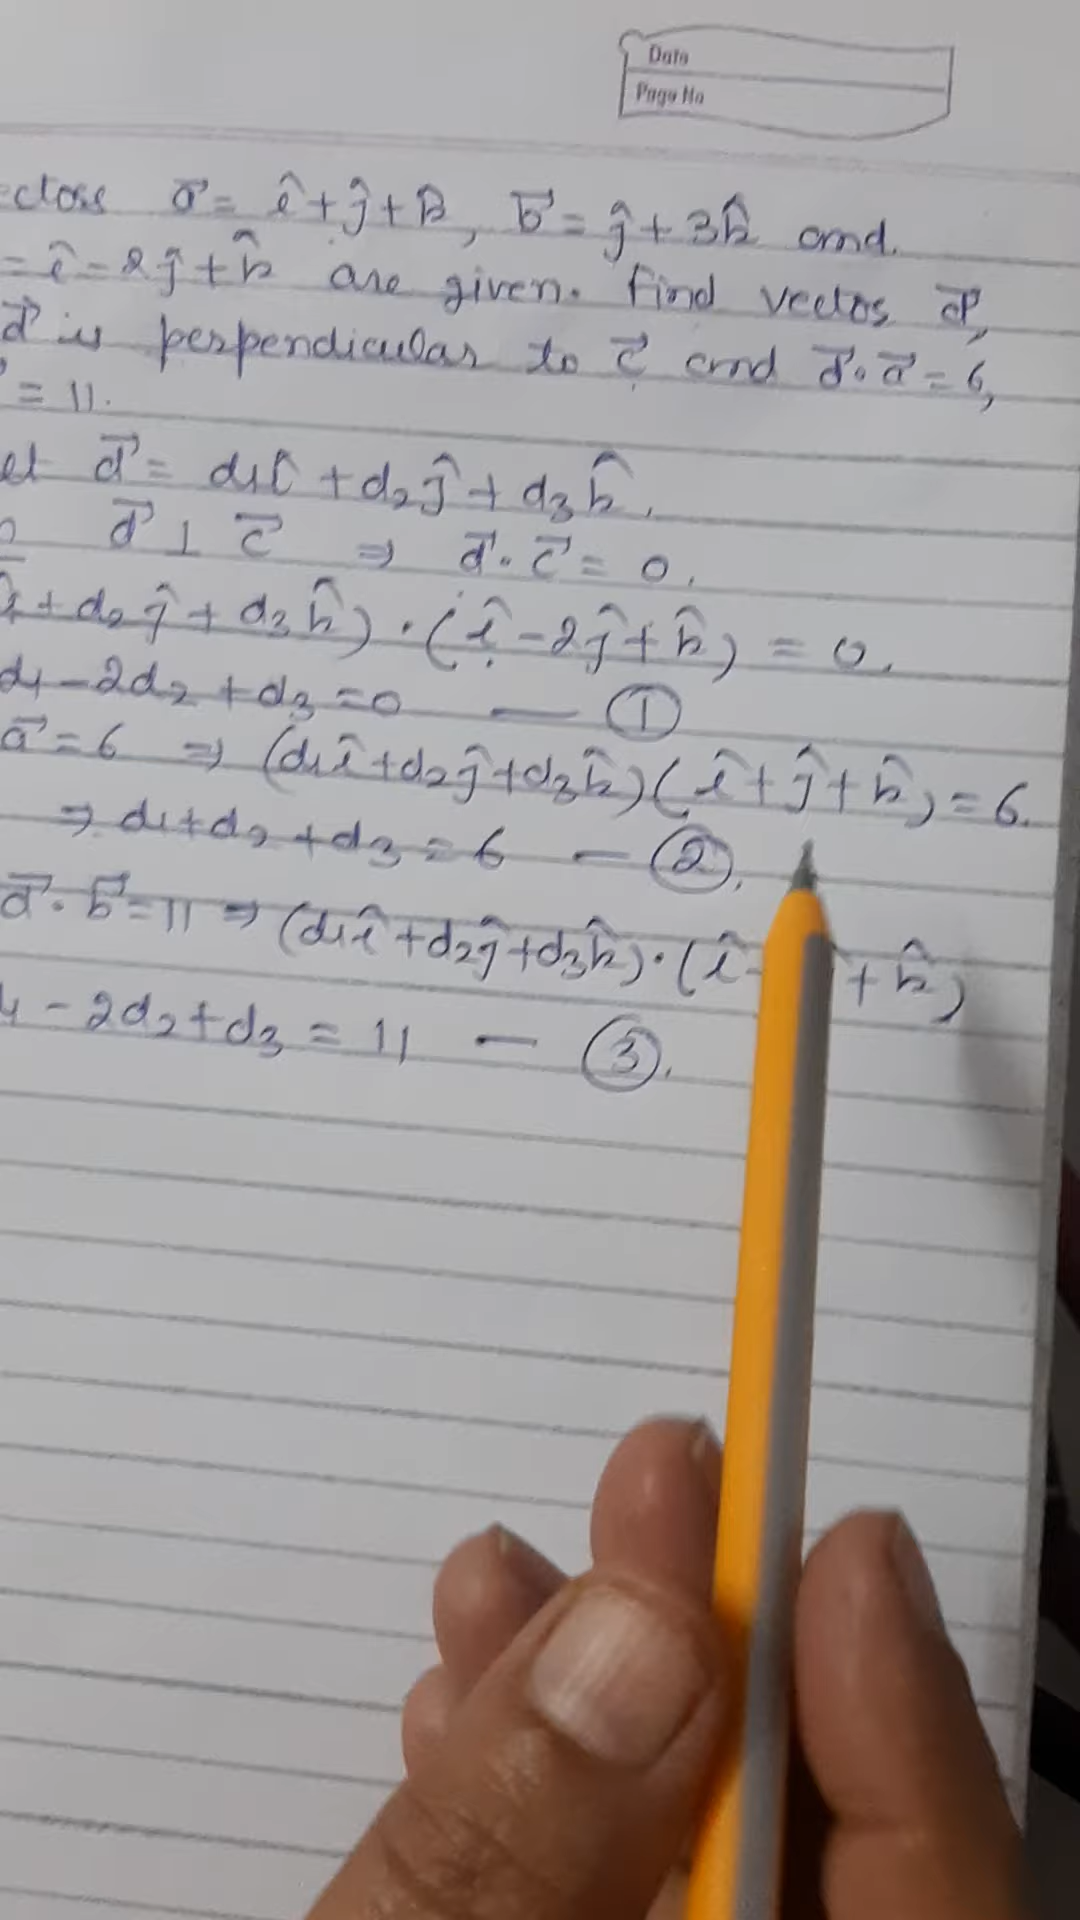 Date
Page No
ectors a⃗ = î + ĵ + k̂, b⃗ = ĵ + 3k̂ and.
= î - 2ĵ + k̂ are given. Find vector d⃗,
d⃗ is perpendicular to c⃗ and d⃗ . a⃗ = 6,
= 11.
et d⃗ = d1î + d2ĵ + d3k̂.
d⃗ ⊥ c⃗ ⇒ d⃗ . c⃗ = 0.
+ d2ĵ + d3k̂) . (î - 2ĵ + k̂) = 0.
d1 - 2d2 + d3 = 0 — ①
a⃗ = 6 ⇒ (d1î + d2ĵ + d3k̂) (î + ĵ + k̂) = 6.
⇒ d1 + d2 + d3 = 6 — ②.
d⃗ . b⃗ = 11 ⇒ (d1î + d2ĵ + d3k̂) . (î - + k̂)
- 2d2 + d3 = 11 — ③.